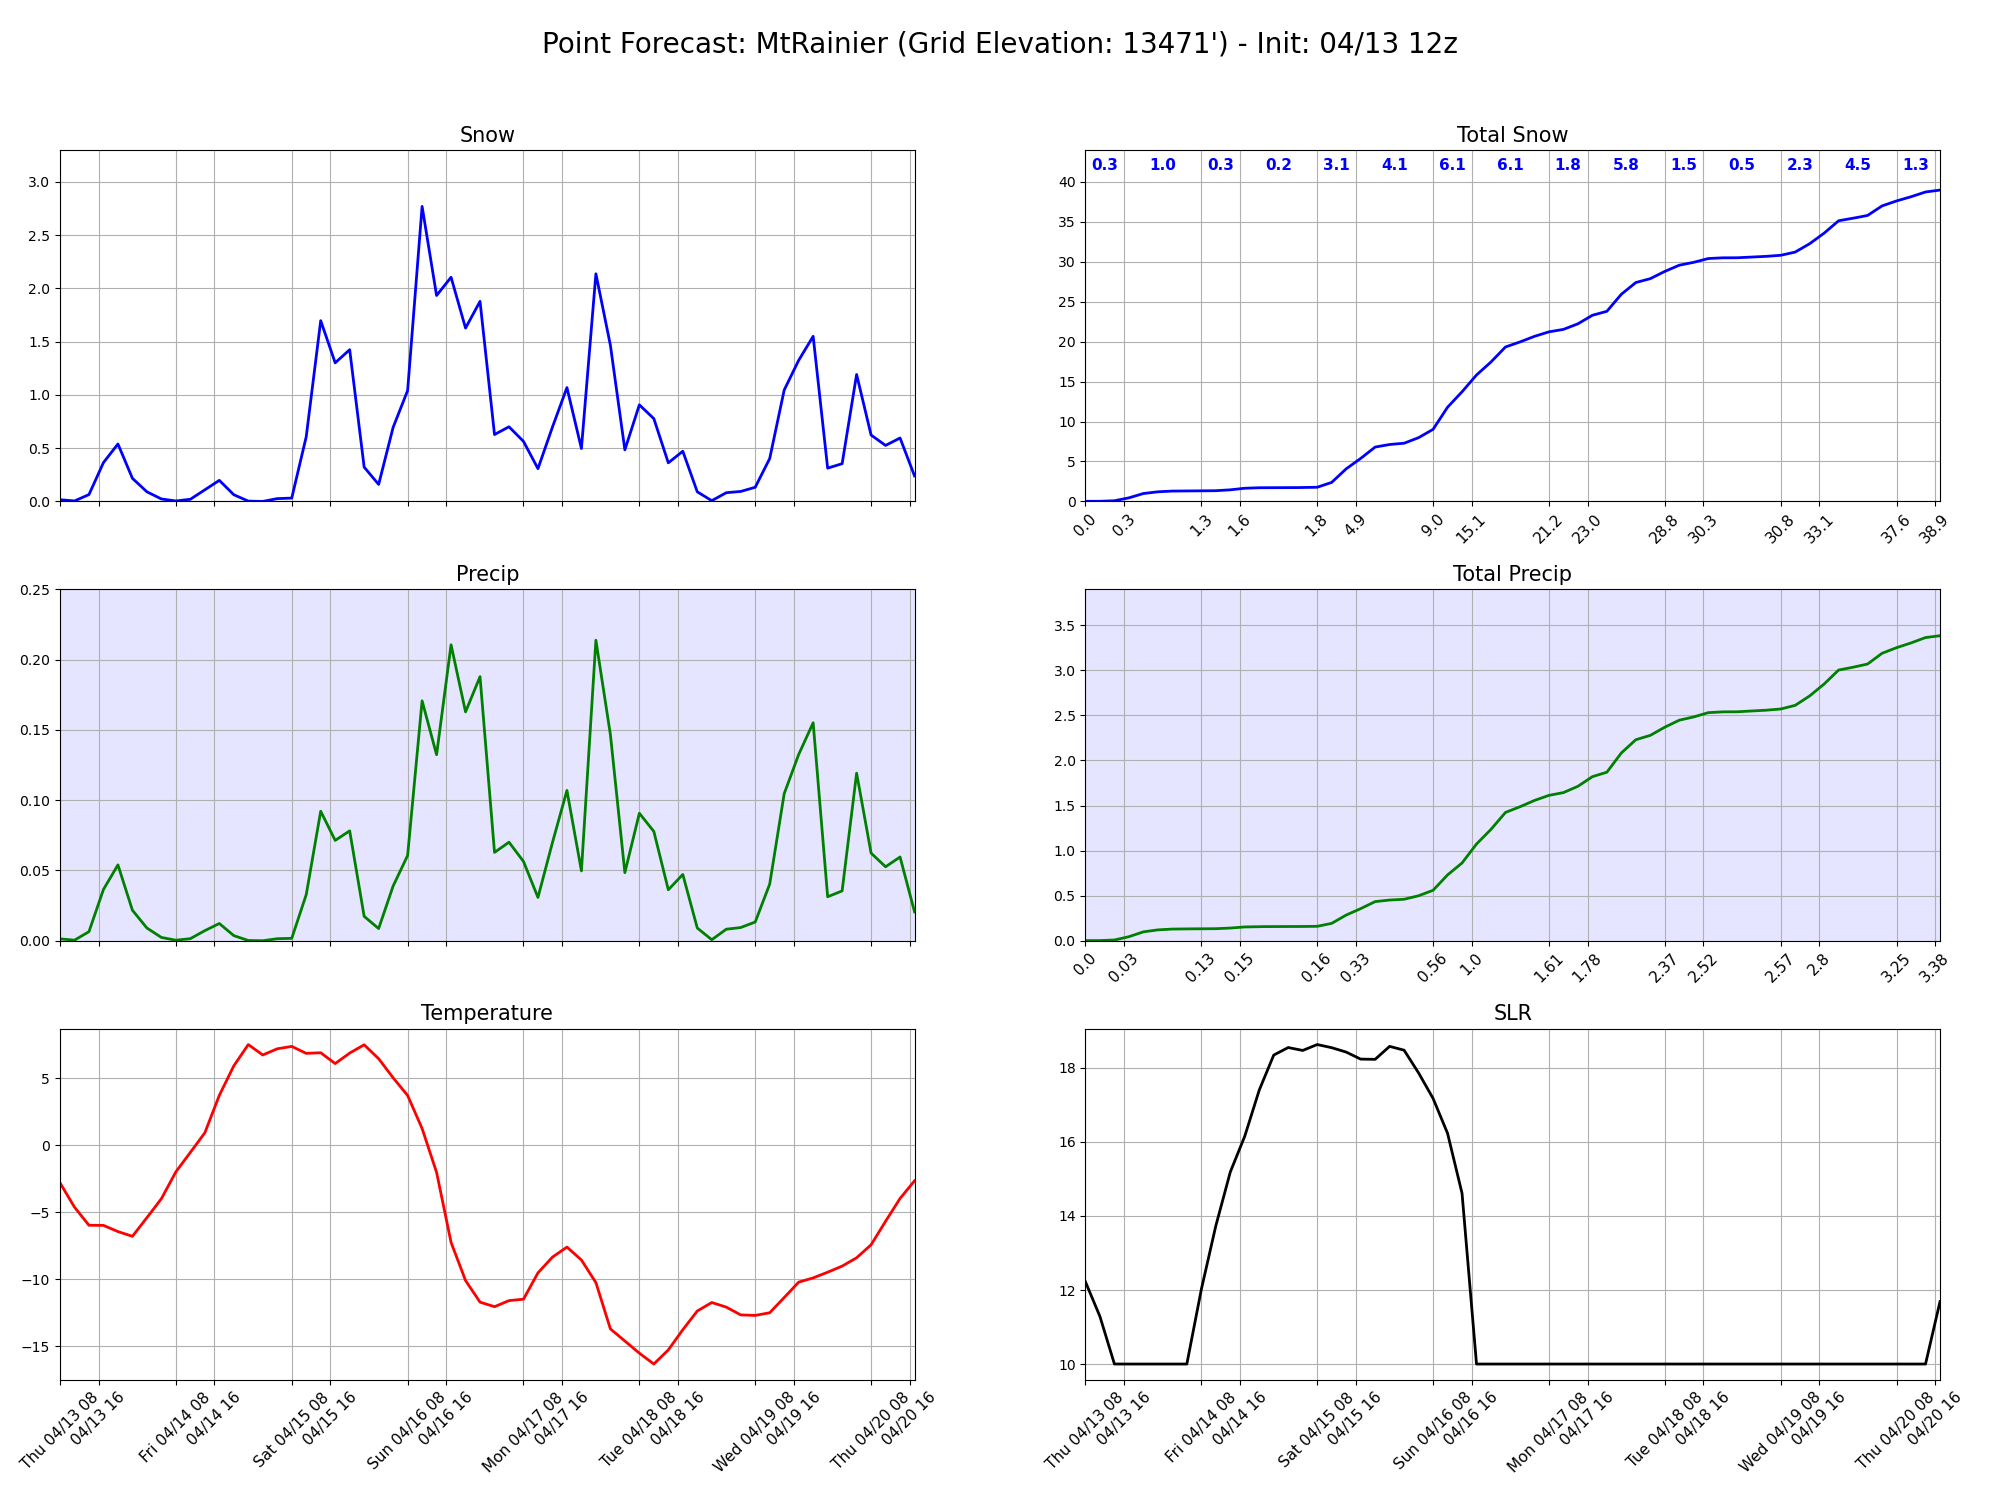 Point Forecast: MtRainier (Grid Elevation: 13471') - Init: 04/13 12z
Snow
3.0
2.5
2.0
1.5
1.0
0.5
0.0
Total Snow
0.3 1.0 0.3 0.2 3.1 4.1 6.1 6.1 1.8 5.8 1.5 0.5 2.3 4.5 1.3
40
35
30
25
20
15
10
5
0
0.0 0.3 1.3 1.6 1.8 4.9 9.0 15.1 21.2 23.0 28.8 30.3 30.8 33.1 37.6 38.9
Precip
0.25
0.20
0.15
0.10
0.05
0.00
Total Precip
3.5
3.0
2.5
2.0
1.5
1.0
0.5
0.0
0.0 0.03 0.13 0.15 0.16 0.33 0.56 1.0 1.61 1.78 2.37 2.52 2.57 2.8 3.25 3.38
Temperature
5
0
−5
−10
−15
Thu 04/13 08
04/13 16
Fri 04/14 08
04/14 16
Sat 04/15 08
04/15 16
Sun 04/16 08
04/16 16
Mon 04/17 08
04/17 16
Tue 04/18 08
04/18 16
Wed 04/19 08
04/19 16
Thu 04/20 08
04/20 16
SLR
18
16
14
12
10
Thu 04/13 08
04/13 16
Fri 04/14 08
04/14 16
Sat 04/15 08
04/15 16
Sun 04/16 08
04/16 16
Mon 04/17 08
04/17 16
Tue 04/18 08
04/18 16
Wed 04/19 08
04/19 16
Thu 04/20 08
04/20 16